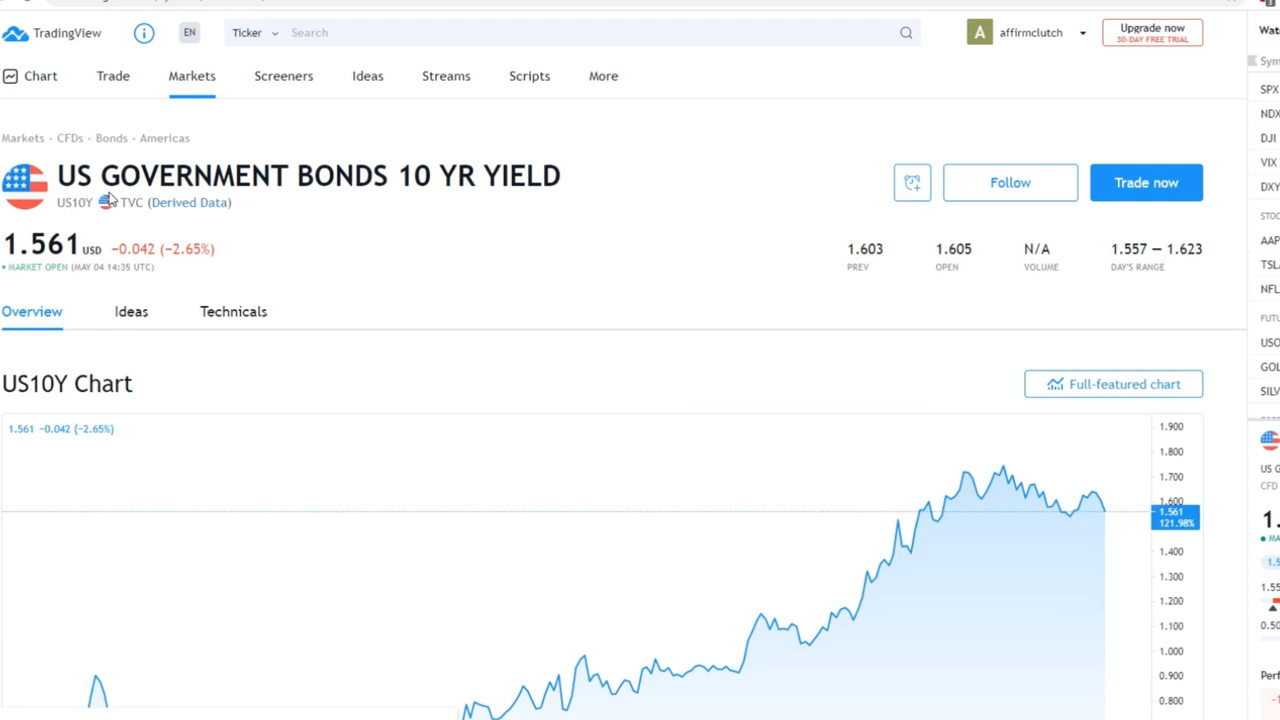 TradingView
EN
Ticker
Search
A
affirmclutch
Upgrade now
30-DAY FREE TRIAL
Chart
Trade
Markets
Screeners
Ideas
Streams
Scripts
More
Markets · CFDs · Bonds · Americas
US GOVERNMENT BONDS 10 YR YIELD
US10Y TVC (Derived Data)
Follow
Trade now
1.561 USD −0.042 (−2.65%)
• MARKET OPEN (MAY 04 14:35 UTC)
1.603
PREV
1.605
OPEN
N/A
VOLUME
1.557 — 1.623
DAY'S RANGE
Overview
Ideas
Technicals
US10Y Chart
Full-featured chart
1.561 −0.042 (−2.65%)
1.900
1.800
1.700
1.600
1.561
121.98%
1.400
1.300
1.200
1.100
1.000
0.900
0.800
SPX
NDX
DJI
VIX
DXY